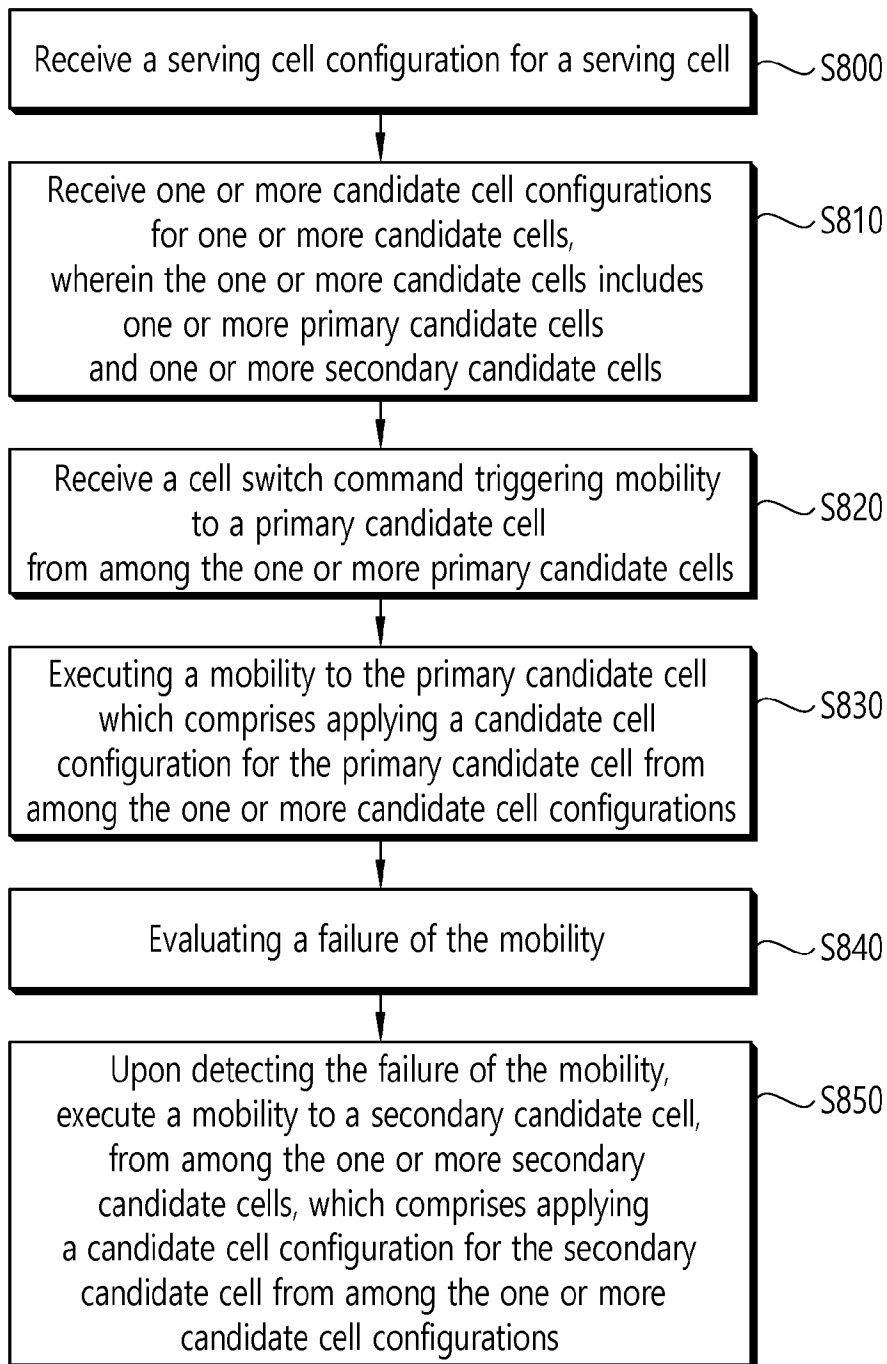 Receive a serving cell configuration for a serving cell
S800
Receive one or more candidate cell configurations
for one or more candidate cells,
wherein the one or more candidate cells includes
one or more primary candidate cells
and one or more secondary candidate cells
S810
Receive a cell switch command triggering mobility
to a primary candidate cell
from among the one or more primary candidate cells
S820
Executing a mobility to the primary candidate cell
which comprises applying a candidate cell
configuration for the primary candidate cell from
among the one or more candidate cell configurations
S830
Evaluating a failure of the mobility
S840
Upon detecting the failure of the mobility,
execute a mobility to a secondary candidate cell,
from among the one or more secondary
candidate cells, which comprises applying
a candidate cell configuration for the secondary
candidate cell from among the one or more
candidate cell configurations
S850